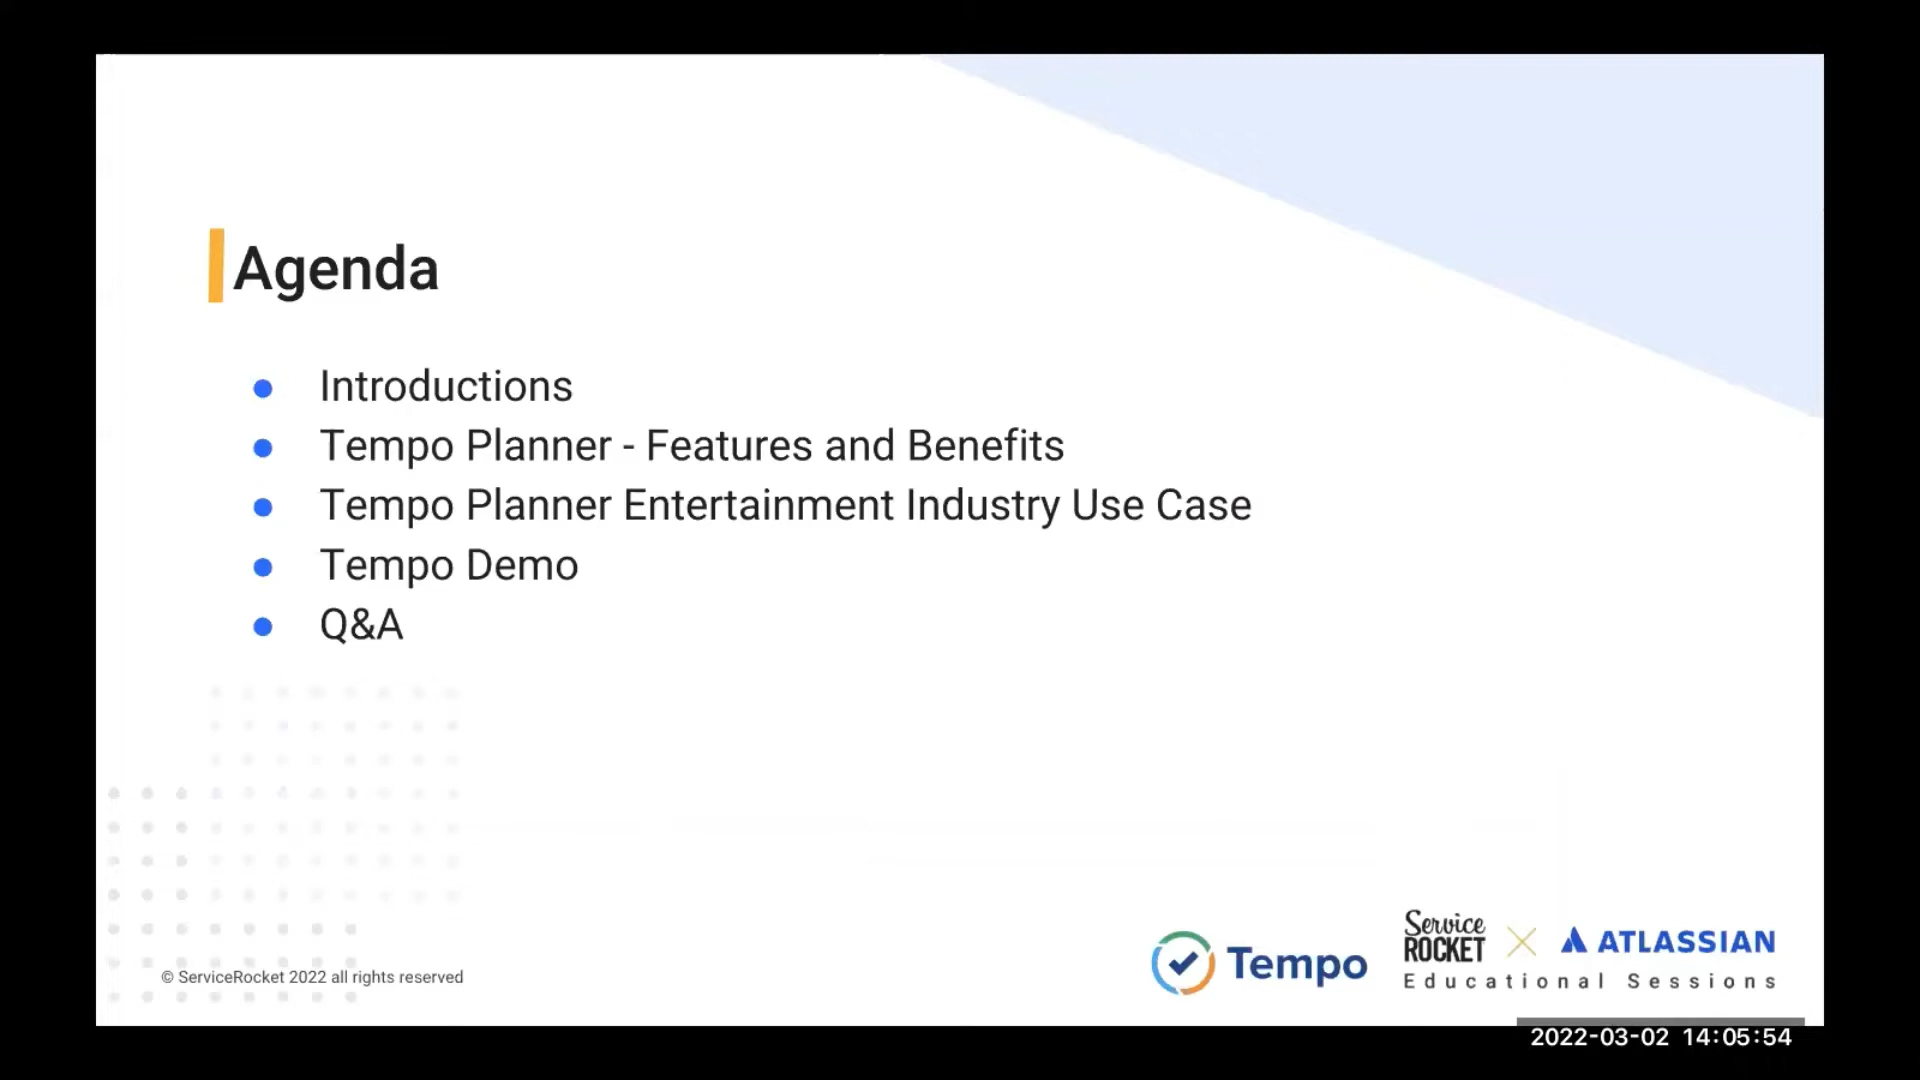 Agenda
Introductions
Tempo Planner - Features and Benefits
Tempo Planner Entertainment Industry Use Case
Tempo Demo
Q&A
© ServiceRocket 2022 all rights reserved
Tempo
Service
ROCKET
ATLASSIAN
Educational Sessions
2022-03-02 14:05:54